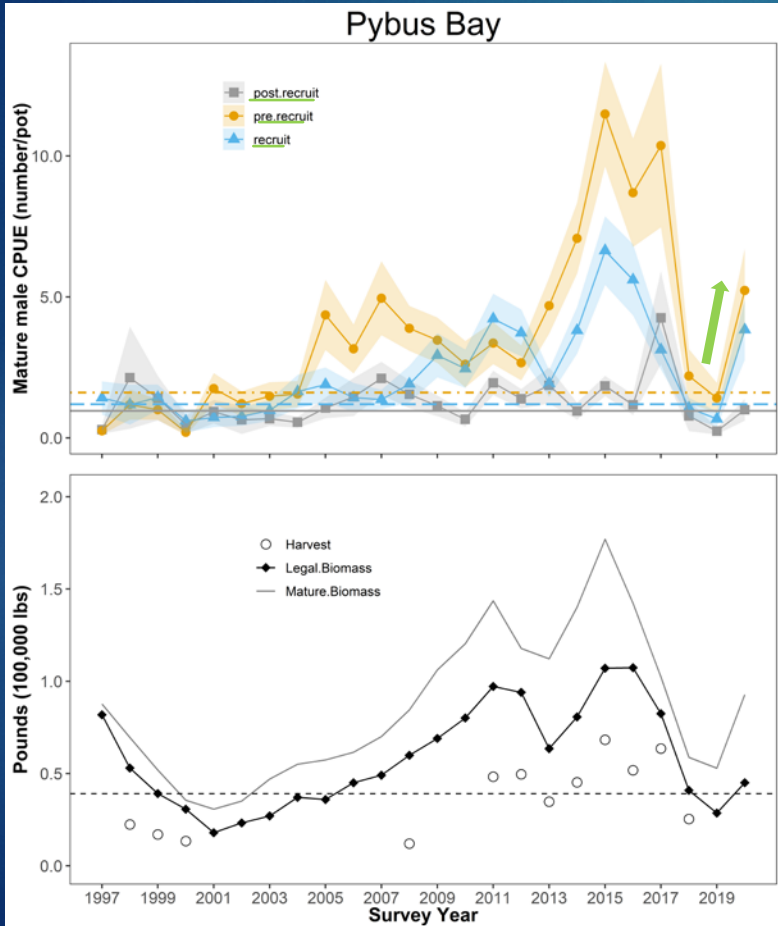 Pybus Bay
Mature male CPUE (number/pot)
post.recruit
pre.recruit
recruit
10.0
5.0
0.0
Pounds (100,000 lbs)
Harvest
Legal.Biomass
Mature.Biomass
2.0
1.5
1.0
0.5
0.0
1997 1999 2001 2003 2005 2007 2009 2011 2013 2015 2017 2019
Survey Year